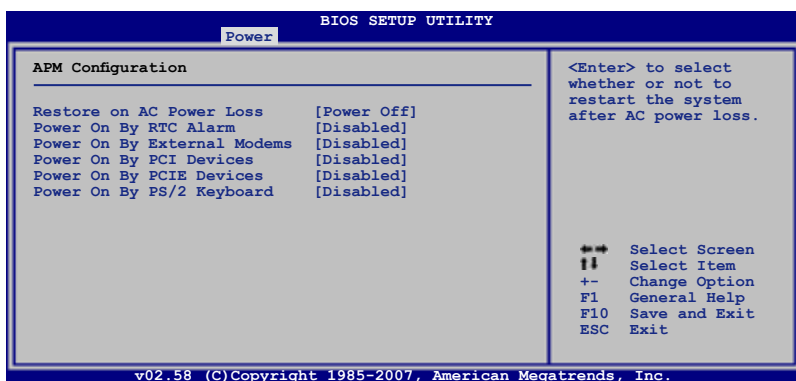 BIOS SETUP UTILITY
Power
APM Configuration
Restore on AC Power Loss [Power Off]
Power On By RTC Alarm [Disabled]
Power On By External Modems [Disabled]
Power On By PCI Devices [Disabled]
Power On By PCIE Devices [Disabled]
Power On By PS/2 Keyboard [Disabled]
<Enter> to select
whether or not to
restart the system
after AC power loss.
Select Screen
Select Item
+- Change Option
F1 General Help
F10 Save and Exit
ESC Exit
v02.58 (C)Copyright 1985-2007, American Megatrends, Inc.